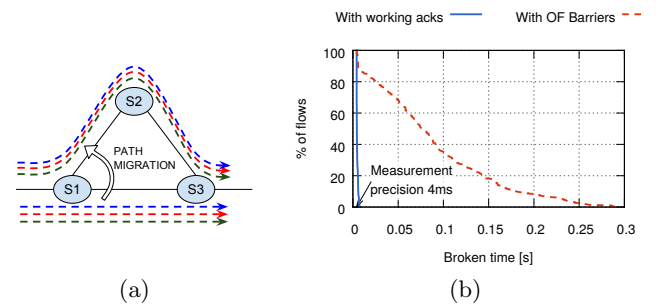 S2
PATH
MIGRATION
S1
S3
(a)
With working acks
With OF Barriers
% of flows
100
80
60
40
20
0
Measurement
precision 4ms
0
0.05
0.1
0.15
0.2
0.25
0.3
Broken time [s]
(b)